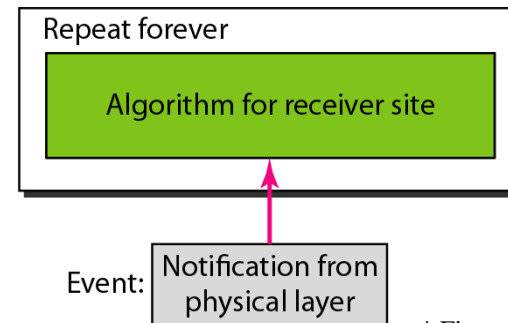 Repeat forever
Algorithm for receiver site
Notification from
Event:
physical layer